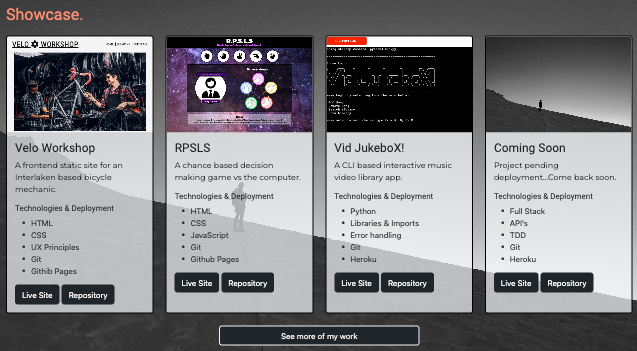 Showcase.
VELO WORKSHOP
R.P.S.L.S
Velo Workshop
A frontend static site for an
Interlaken based bicycle
mechanic.
Technologies & Deployment
HTML
CSS
UX Principles
Git
Githib Pages
Live Site
Repository
RPSLS
A chance based decision
making game vs the computer.
Technologies & Deployment
HTML
CSS
JavaScript
Git
Github Pages
Live Site
Repository
Vid JukeboX!
A CLI based interactive music
video library app.
Technologies & Deployment
Python
Libraries & Imports
Error handling
Git
Heroku
Live Site
Repository
Coming Soon
Project pending
deployment...Come back soon.
Technologies & Deployment
Full Stack
API's
TDD
Git
Heroku
Live Site
Repository
See more of my work